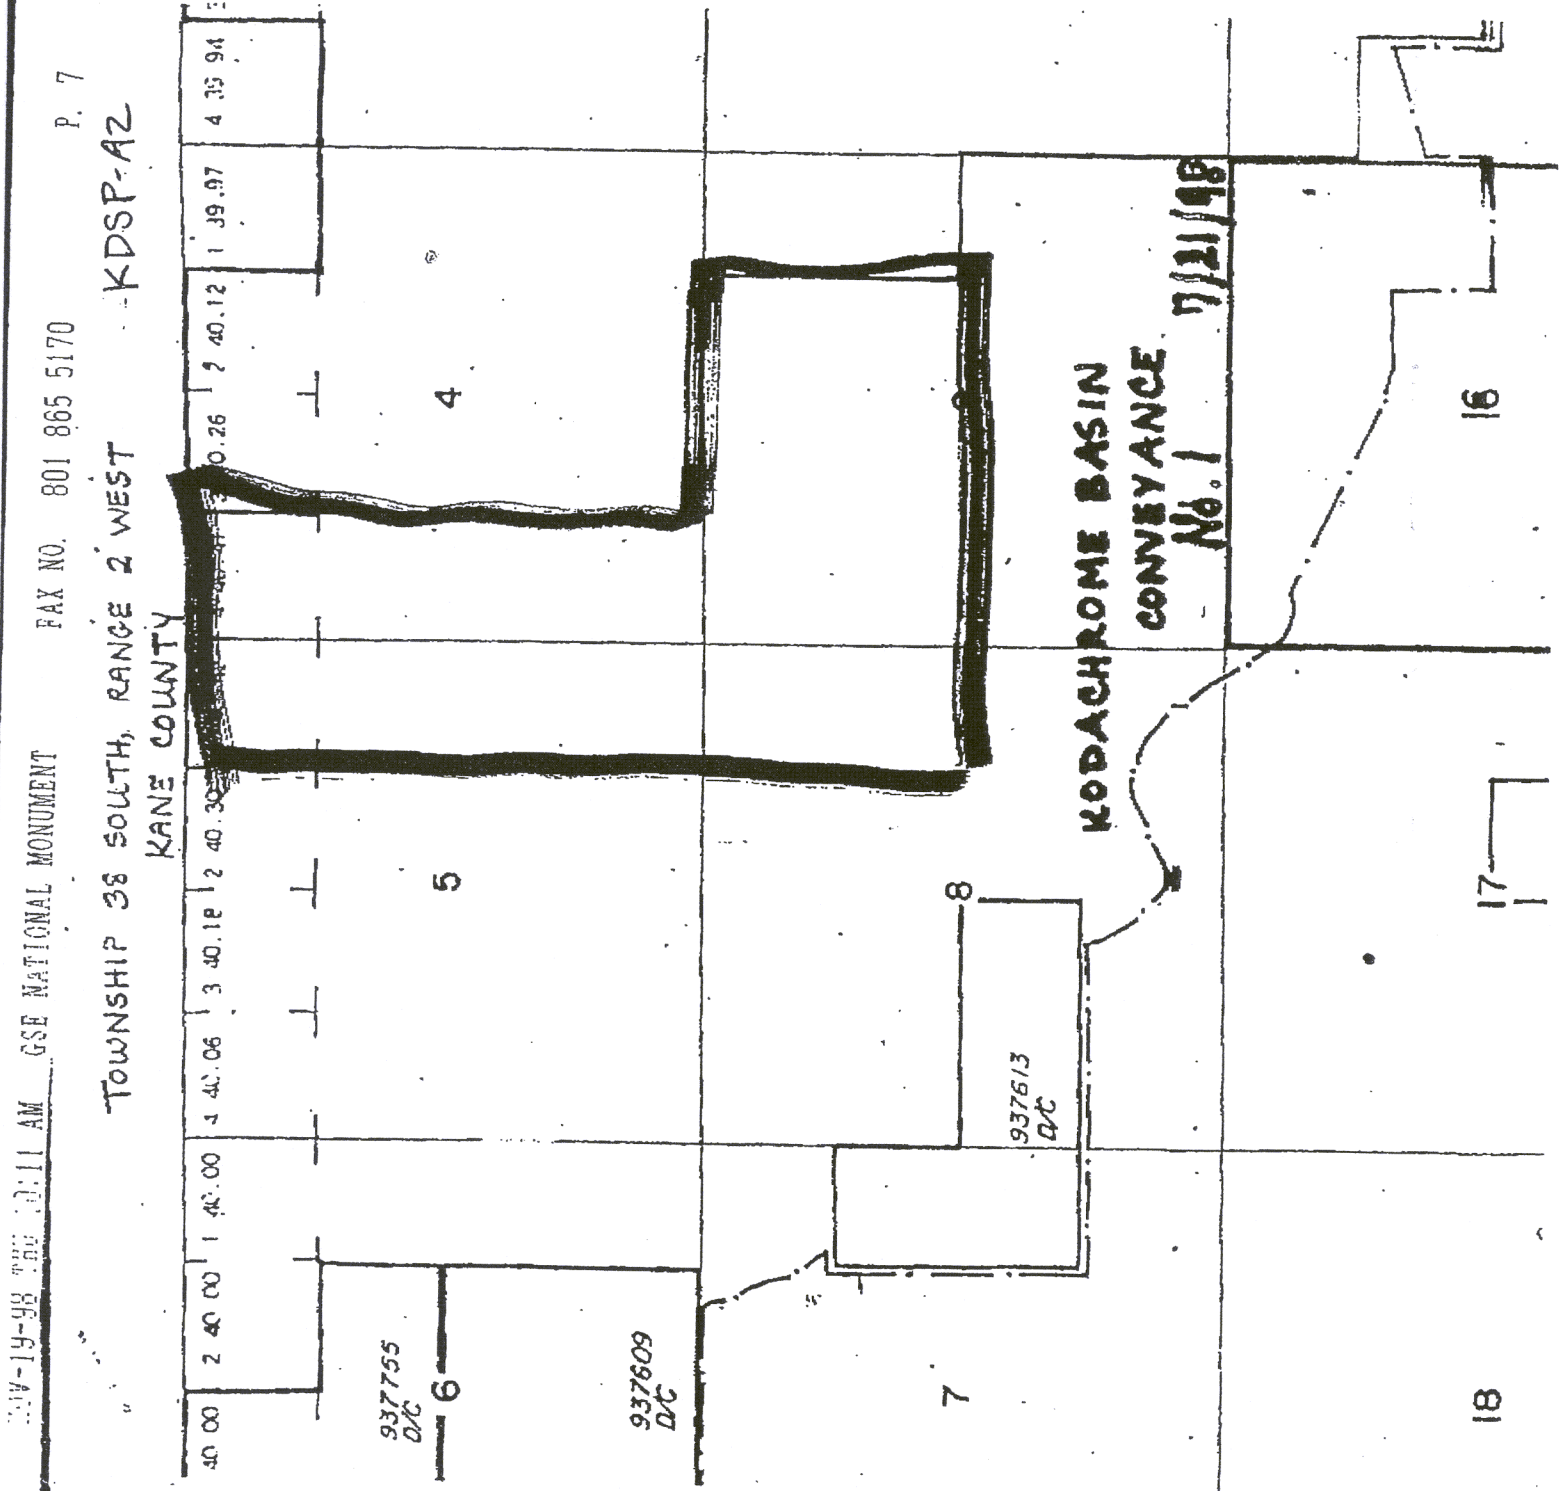 GSE NATIONAL MONUMENT FAX NO. 801 865 5170 P. 7
TOWNSHIP 38 SOUTH, RANGE 2 WEST KDSP-A2
KANE COUNTY
40 00 2 40 00 1 40.00 4 40.06 3 40.18 2 40.30 0.26 2 40.12 1 39.97 4 39 94
937755
O/C
6
5
4
937609
O/C
7
8
937613
O/C
KODACHROME BASIN
CONVEYANCE
No. 1 7/21/98
18
17
16